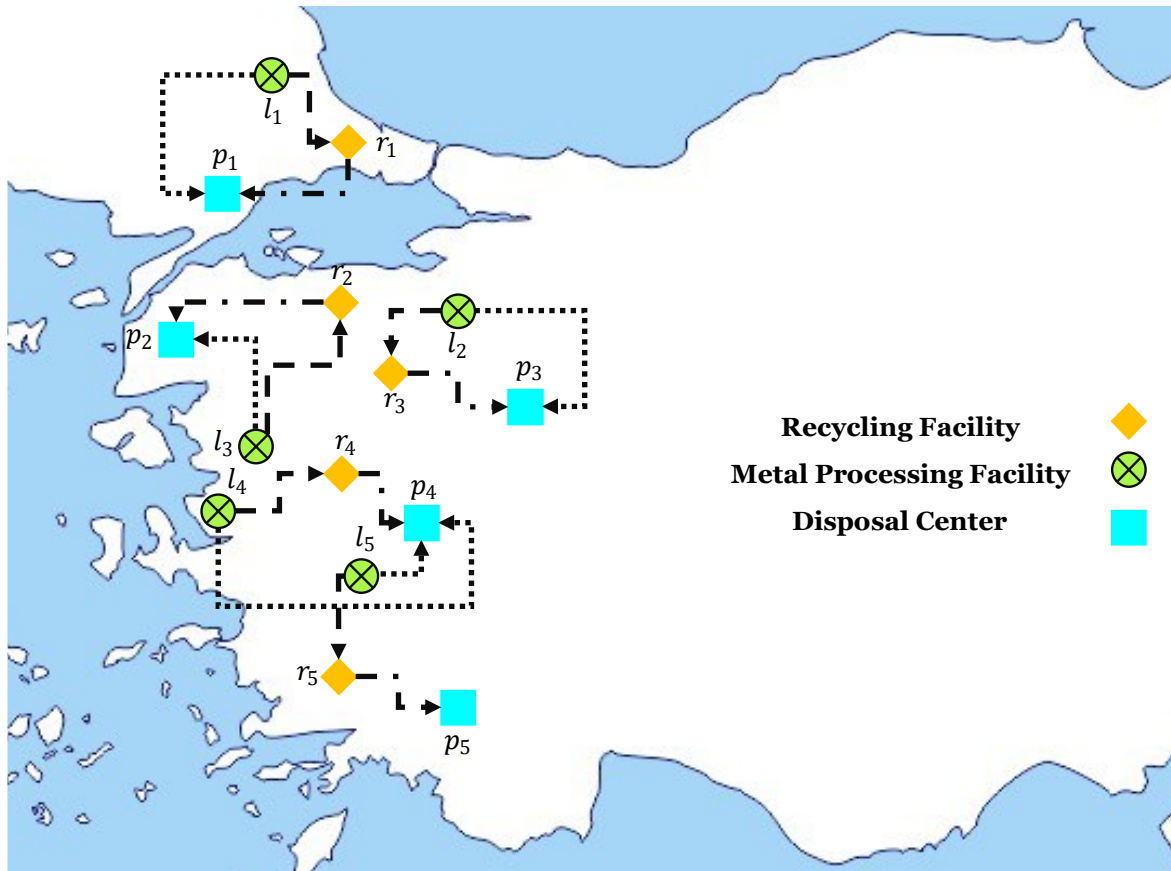 l₁
r₁
p₁
r₂
p₂
l₂
p₃
r₃
l₃
r₄
l₄
p₄
l₅
r₅
p₅
Recycling Facility
Metal Processing Facility
Disposal Center